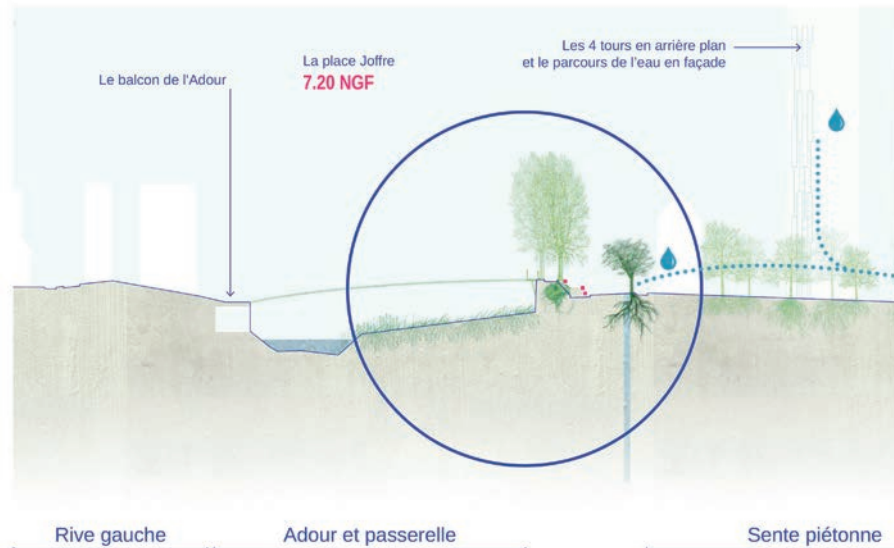 Le balcon de l'Adour
La place Joffre
7.20 NGF
Les 4 tours en arrière plan
et le parcours de l'eau en façade
Rive gauche
Adour et passerelle
Sente piétonne